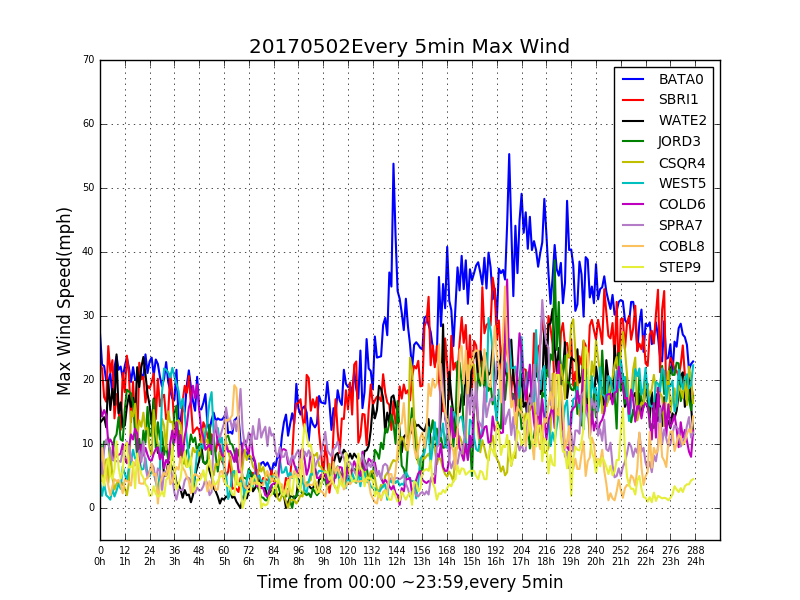 20170502Every 5min Max Wind
70
60
50
40
30
20
10
0
Max Wind Speed(mph)
BATA0
SBRI1
WATE2
JORD3
CSQR4
WEST5
COLD6
SPRA7
COBL8
STEP9
0 12 24 36 48 60 72 84 96 108 120 132 144 156 168 180 192 204 216 228 240 252 264 276 288
0h 1h 2h 3h 4h 5h 6h 7h 8h 9h 10h 11h 12h 13h 14h 15h 16h 17h 18h 19h 20h 21h 22h 23h 24h
Time from 00:00 ~23:59,every 5min